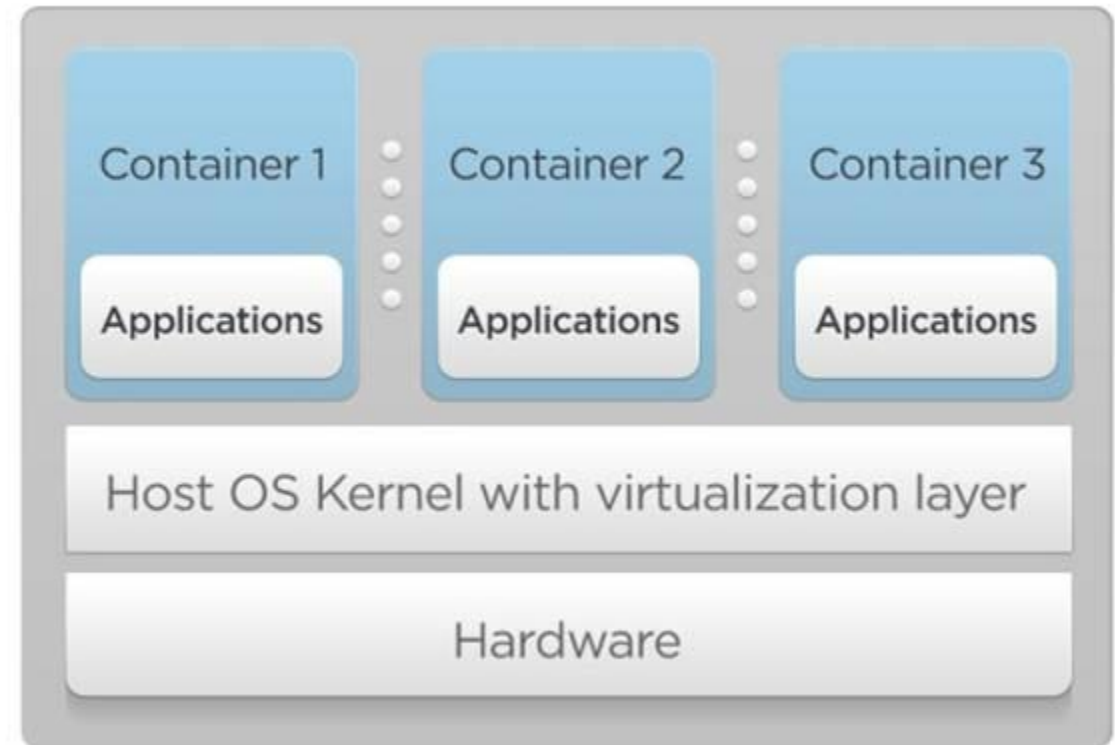 Container 1
Container 2
Container 3
Applications
Applications
Applications
Host OS Kernel with virtualization layer
Hardware